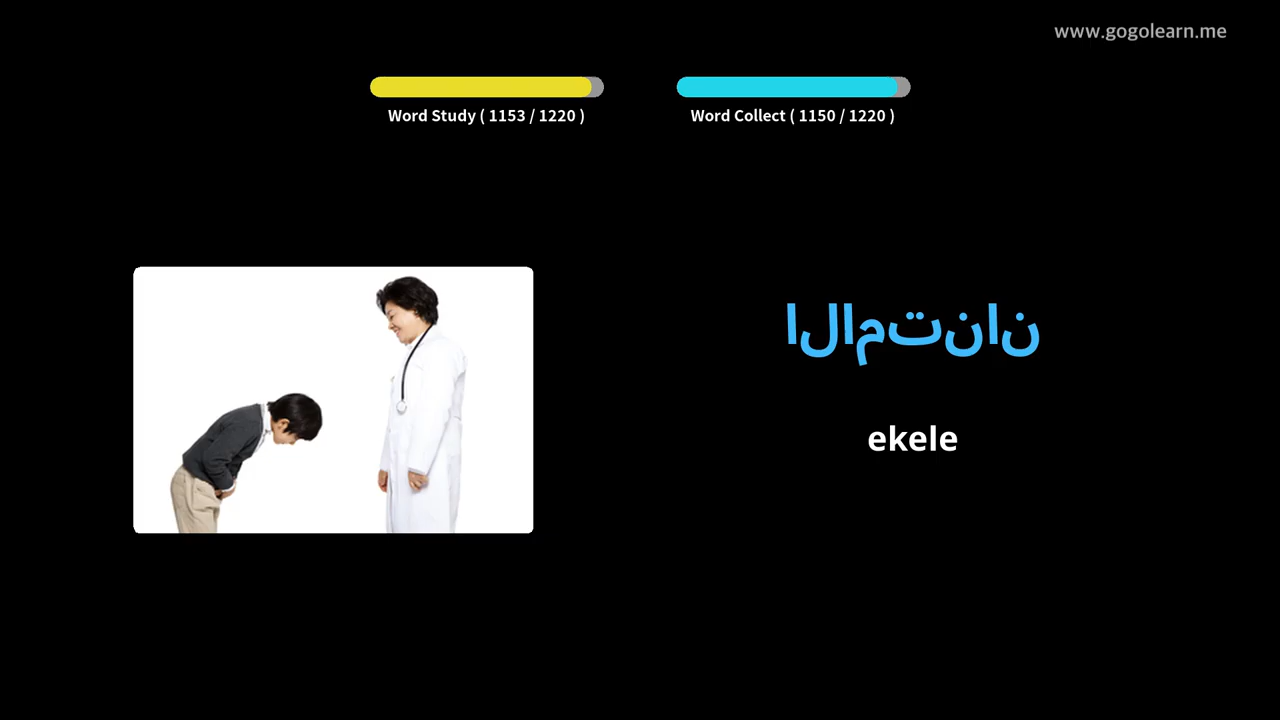 www.gogolearn.me
Word Study ( 1153 / 1220 )
Word Collect ( 1150 / 1220 )
الامتنان
ekele